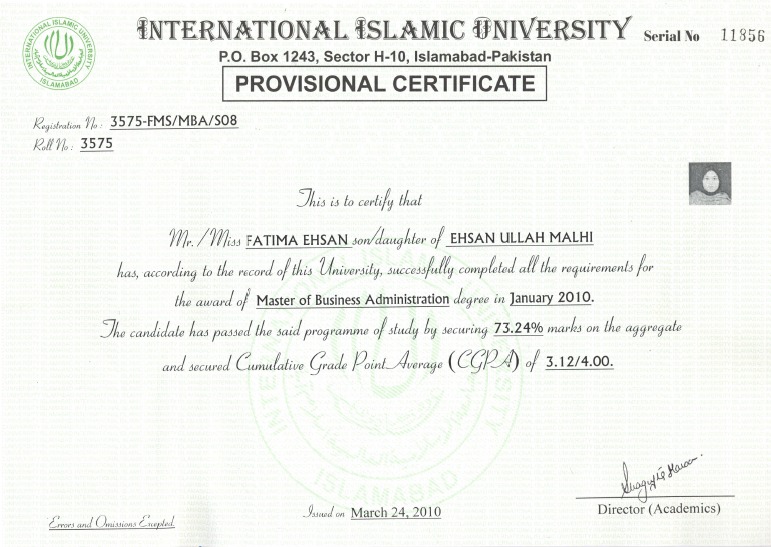 INTERNATIONAL ISLAMIC UNIVERSITY
Serial No 11856
INTERNATIONAL ISLAMIC UNIVERSITY
ISLAMABAD
P.O. Box 1243, Sector H-10, Islamabad-Pakistan
PROVISIONAL CERTIFICATE
Registration No: 3575-FMS/MBA/S08
Roll No: 3575
This is to certify that
Mr./Miss FATIMA EHSAN son/daughter of EHSAN ULLAH MALHI
has, according to the record of this University, successfully completed all the requirements for
the award of Master of Business Administration degree in January 2010.
The candidate has passed the said programme of study by securing 73.24% marks on the aggregate
and secured Cumulative Grade Point Average (CGPA) of 3.12/4.00.
INTERNATIONAL ISLAMIC UNIVERSITY
ISLAMABAD
Director (Academics)
Issued on March 24, 2010
Errors and Omissions Excepted.